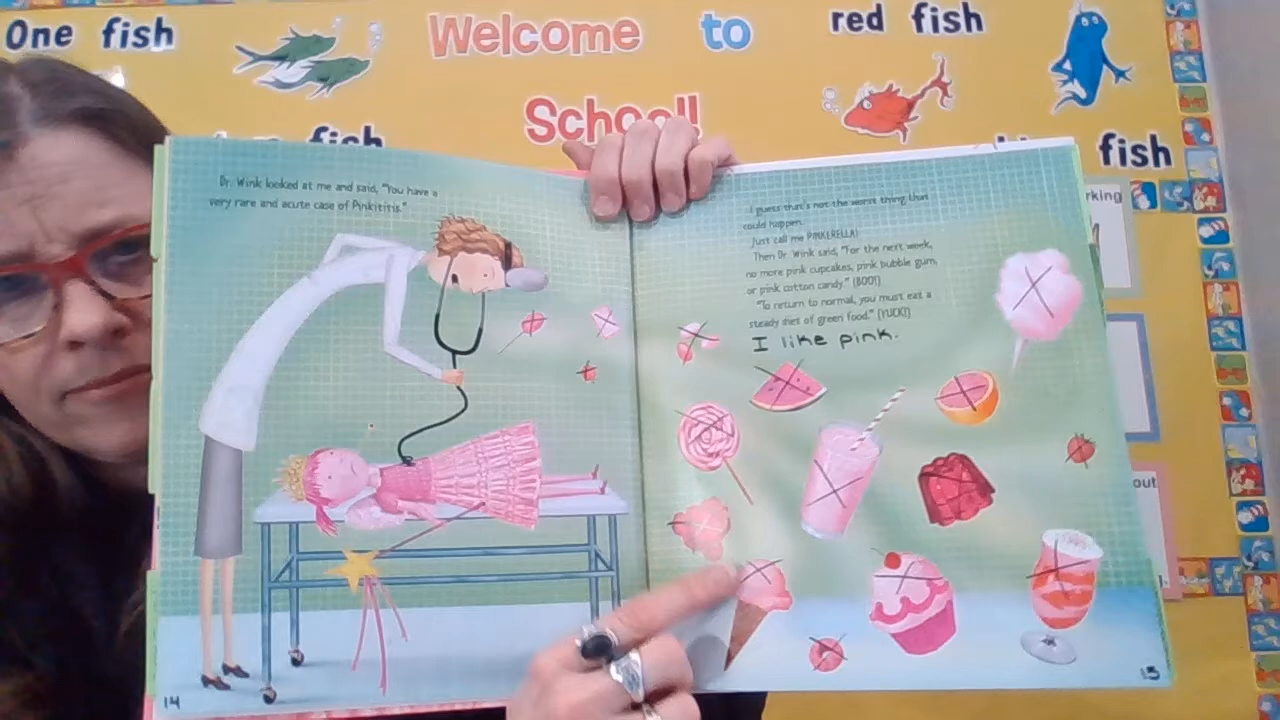 One fish
Welcome to
red fish
School!
fish
fish
rking
out
Dr. Wink looked at me and said, "You have a
very rare and acute case of Pinkititis."
14
I guess that's not the worst thing that
could happen.
Just call me PINKERELLA!
Then Dr. Wink said, "For the next week,
no more pink cupcakes, pink bubble gum,
or pink cotton candy." (BOO!)
"To return to normal, you must eat a
steady diet of green food." (YUCK!)
I like pink.
15